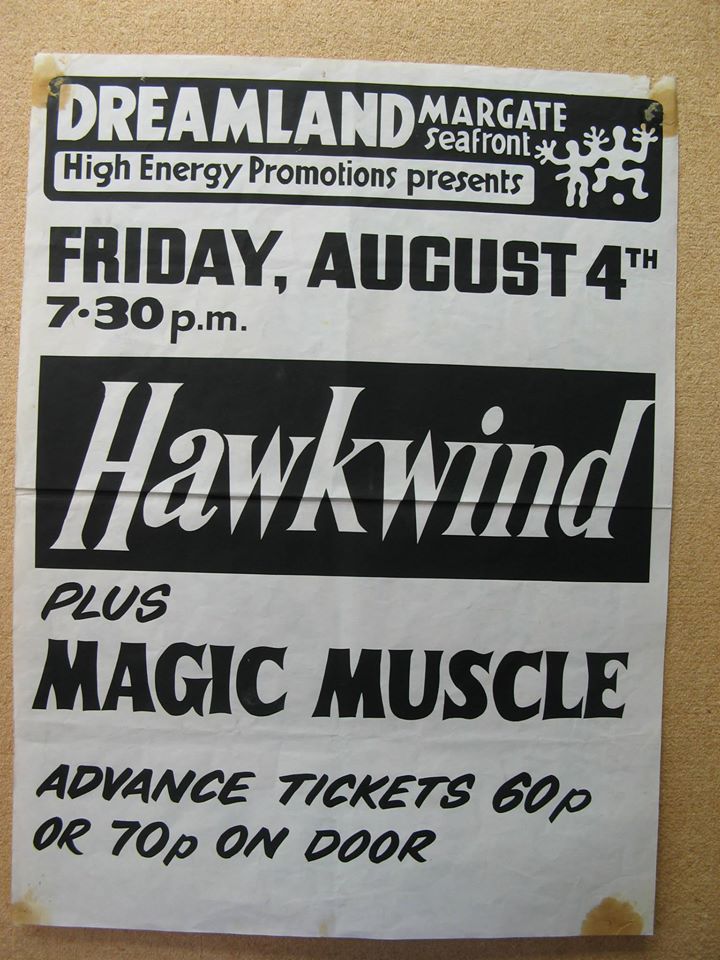 DREAMLAND MARGATE
Seafront
High Energy Promotions presents
FRIDAY, AUGUST 4TH
7·30 p.m.
Hawkwind
PLUS
MAGIC MUSCLE
ADVANCE TICKETS 60p
OR 70p ON DOOR